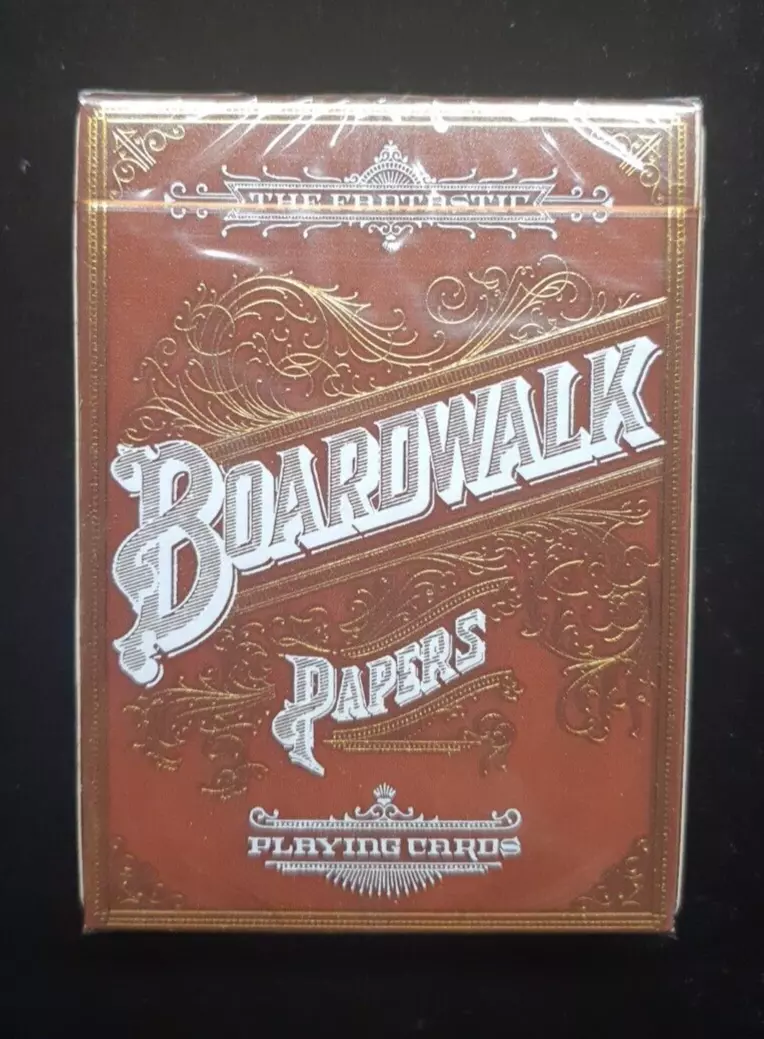 THE FANTASTIC
BOARDWALK
PAPERS
PLAYING CARDS